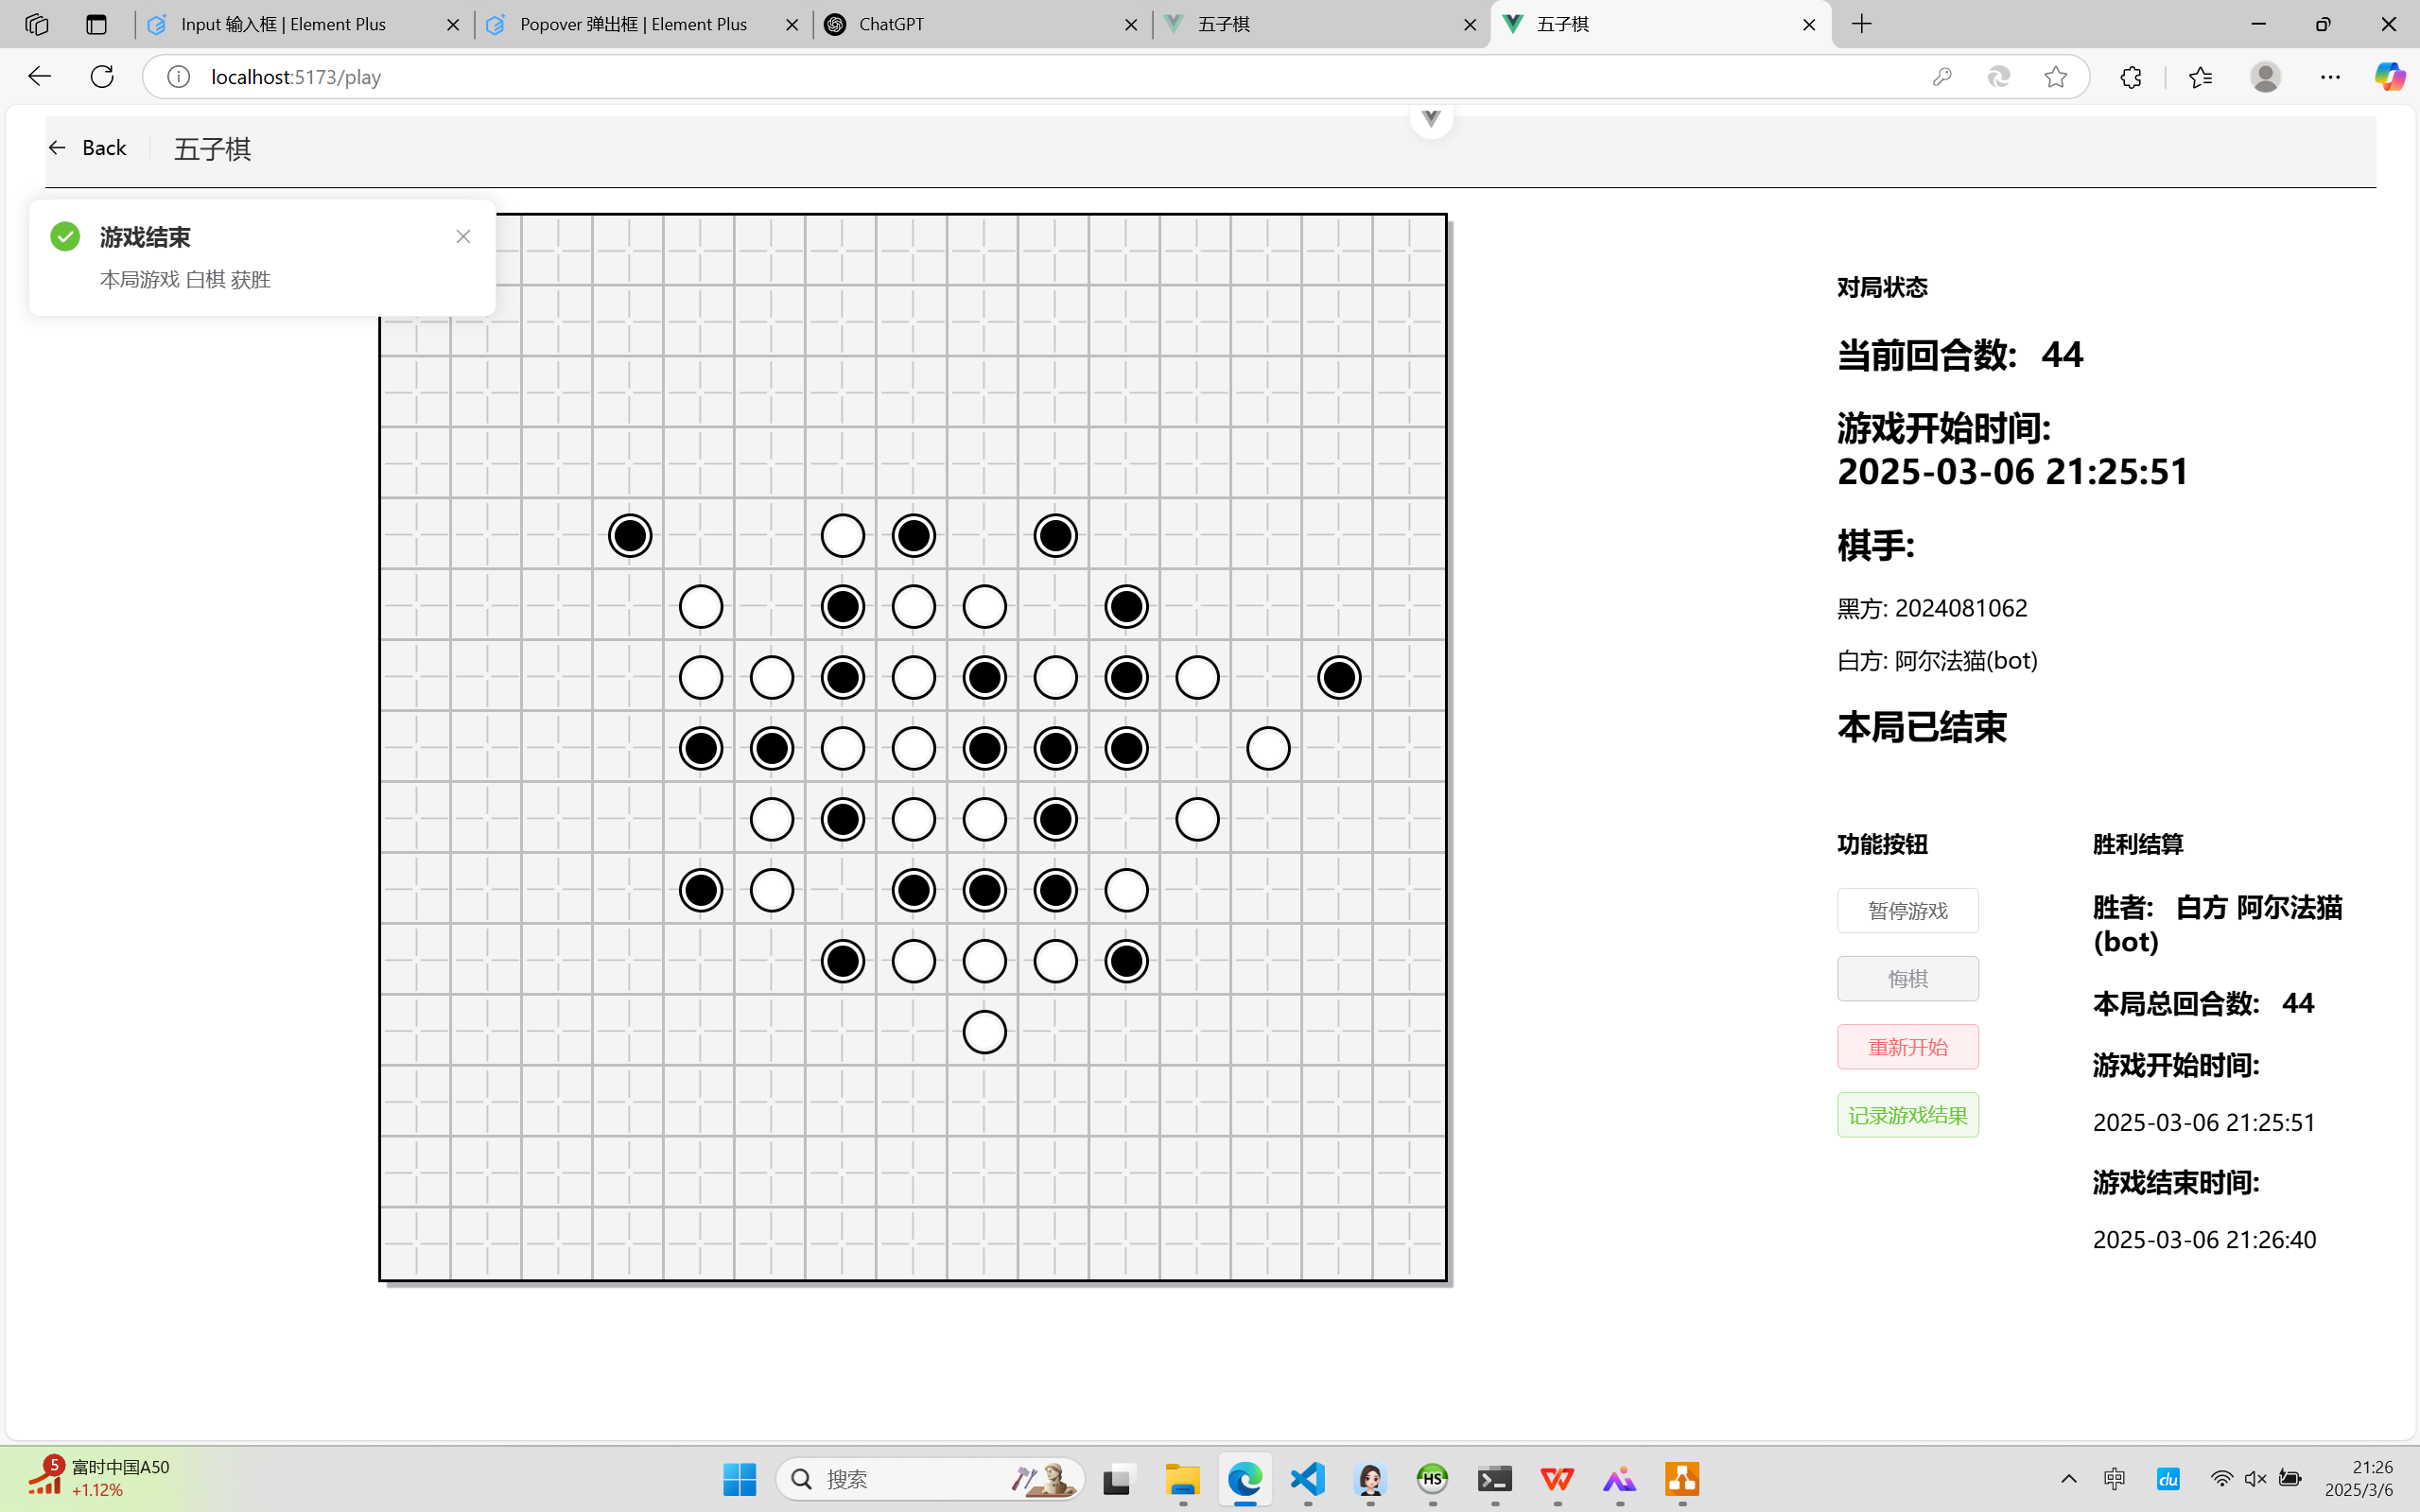 Input 输入框 | Element Plus
Popover 弹出框 | Element Plus
ChatGPT
五子棋
五子棋
localhost:5173/play
Back
五子棋
游戏结束
本局游戏 白棋 获胜
对局状态
当前回合数: 44
游戏开始时间:
2025-03-06 21:25:51
棋手:
黑方: 2024081062
白方: 阿尔法猫(bot)
本局已结束
功能按钮
暂停游戏
悔棋
重新开始
记录游戏结果
胜利结算
胜者: 白方 阿尔法猫
(bot)
本局总回合数: 44
游戏开始时间:
2025-03-06 21:25:51
游戏结束时间:
2025-03-06 21:26:40
5
富时中国A50
+1.12%
搜索
HS
中
du
21:26
2025/3/6